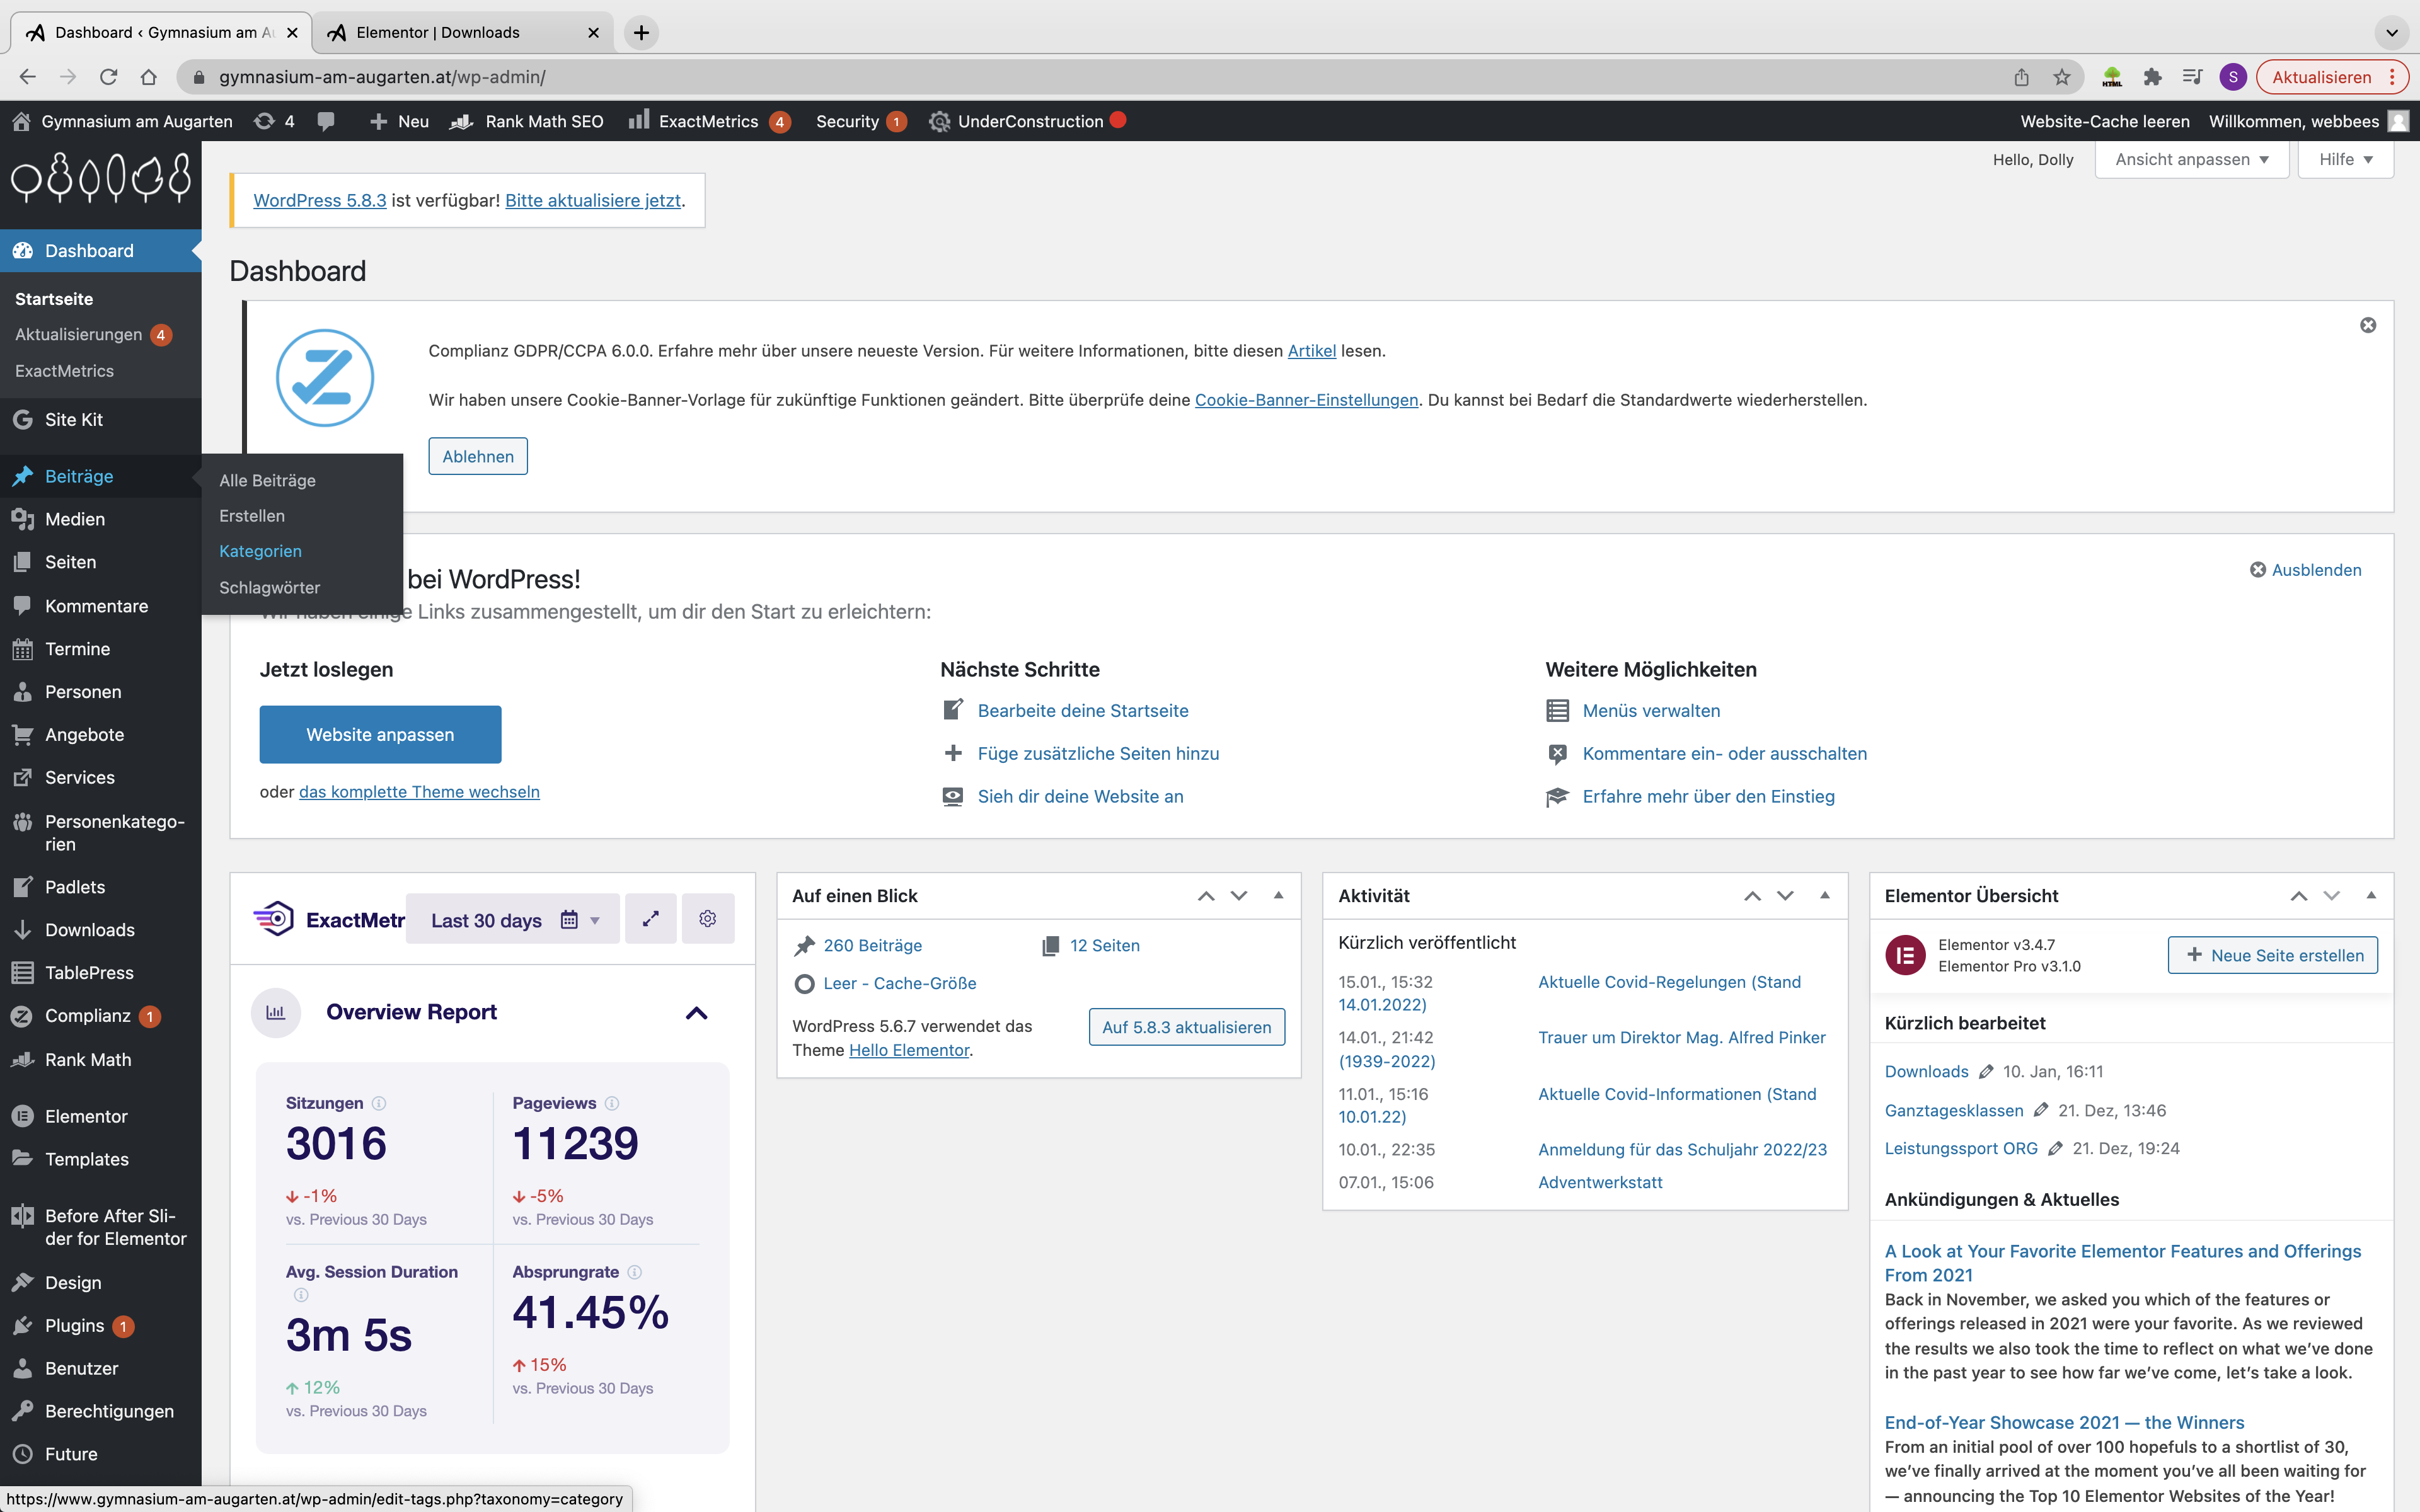 Dashboard ‹ Gymnasium am Au
Elementor | Downloads
gymnasium-am-augarten.at/wp-admin/
HTML
S
Aktualisieren
Gymnasium am Augarten
4
Neu
Rank Math SEO
ExactMetrics 4
Security 1
UnderConstruction
Website-Cache leeren
Willkommen, webbees
Hello, Dolly
Ansicht anpassen
Hilfe
WordPress 5.8.3 ist verfügbar! Bitte aktualisiere jetzt.
Dashboard
Startseite
Aktualisierungen 4
ExactMetrics
Site Kit
Beiträge
Medien
Seiten
Kommentare
Termine
Personen
Angebote
Services
Personenkatego-
rien
Padlets
Downloads
TablePress
Complianz 1
Rank Math
Elementor
Templates
Before After Sli-
der for Elementor
Design
Plugins 1
Benutzer
Berechtigungen
Future
Alle Beiträge
Erstellen
Kategorien
Schlagwörter
Dashboard
Complianz GDPR/CCPA 6.0.0. Erfahre mehr über unsere neueste Version. Für weitere Informationen, bitte diesen Artikel lesen.
Wir haben unsere Cookie-Banner-Vorlage für zukünftige Funktionen geändert. Bitte überprüfe deine Cookie-Banner-Einstellungen. Du kannst bei Bedarf die Standardwerte wiederherstellen.
Ablehnen
bei WordPress!
Ausblenden
Wir haben einige Links zusammengestellt, um dir den Start zu erleichtern:
Jetzt loslegen
Website anpassen
oder das komplette Theme wechseln
Nächste Schritte
Bearbeite deine Startseite
Füge zusätzliche Seiten hinzu
Sieh dir deine Website an
Weitere Möglichkeiten
Menüs verwalten
Kommentare ein- oder ausschalten
Erfahre mehr über den Einstieg
ExactMetr
Last 30 days
Overview Report
Sitzungen
3016
-1%
vs. Previous 30 Days
Pageviews
11239
-5%
vs. Previous 30 Days
Avg. Session Duration
3m 5s
12%
vs. Previous 30 Days
Absprungrate
41.45%
15%
vs. Previous 30 Days
Auf einen Blick
260 Beiträge
12 Seiten
Leer - Cache-Größe
WordPress 5.6.7 verwendet das
Theme Hello Elementor.
Auf 5.8.3 aktualisieren
Aktivität
Kürzlich veröffentlicht
15.01., 15:32 Aktuelle Covid-Regelungen (Stand
14.01.2022)
14.01., 21:42 Trauer um Direktor Mag. Alfred Pinker
(1939-2022)
11.01., 15:16 Aktuelle Covid-Informationen (Stand
10.01.22)
10.01., 22:35 Anmeldung für das Schuljahr 2022/23
07.01., 15:06 Adventwerkstatt
Elementor Übersicht
Elementor v3.4.7
Elementor Pro v3.1.0
Neue Seite erstellen
Kürzlich bearbeitet
Downloads 10. Jan, 16:11
Ganztagesklassen 21. Dez, 13:46
Leistungssport ORG 21. Dez, 19:24
Ankündigungen & Aktuelles
A Look at Your Favorite Elementor Features and Offerings
From 2021
Back in November, we asked you which of the features or
offerings released in 2021 were your favorite. As we reviewed
the results we also took the time to reflect on what we've done
in the past year to see how far we've come, let's take a look.
End-of-Year Showcase 2021 — the Winners
From an initial pool of over 100 hopefuls to a shortlist of 30,
we've finally arrived at the moment you've all been waiting for
— announcing the Top 10 Elementor Websites of the Year!
https://www.gymnasium-am-augarten.at/wp-admin/edit-tags.php?taxonomy=category